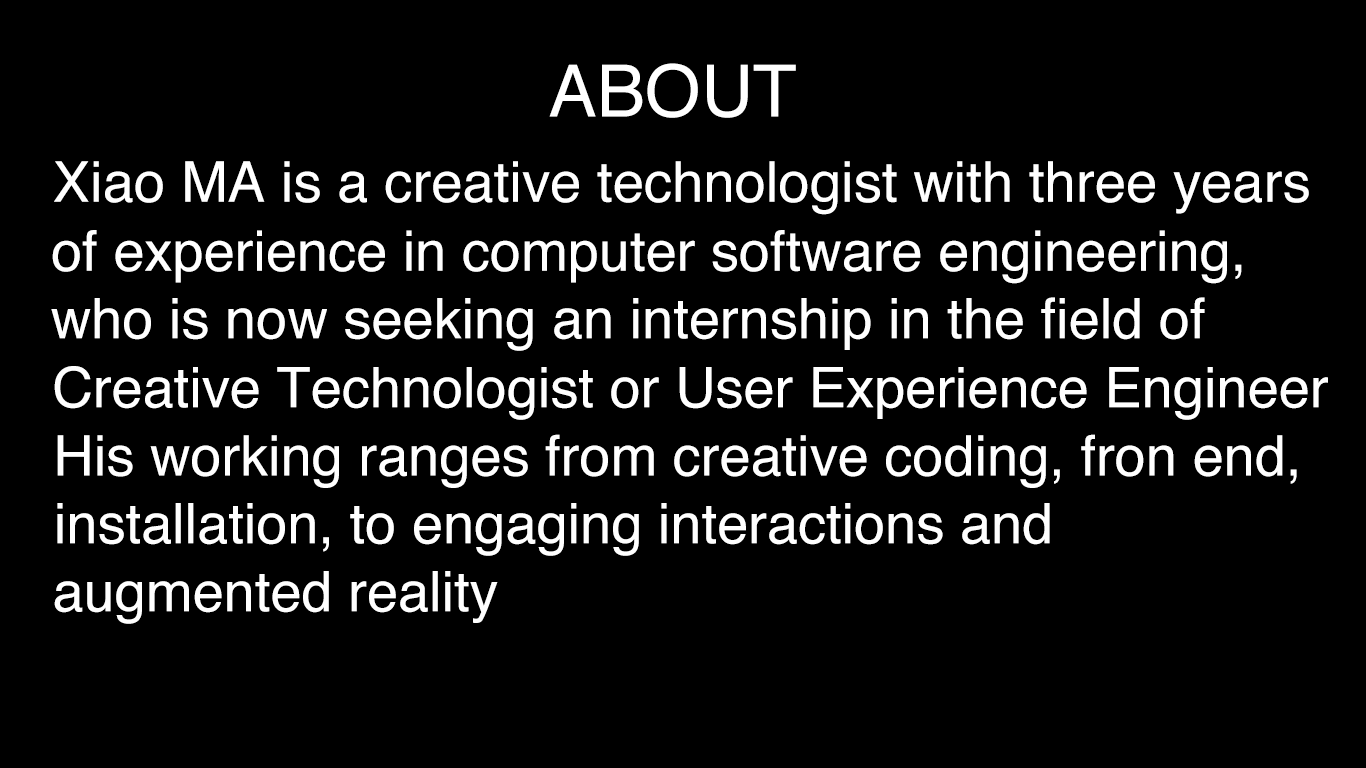 ABOUT
Xiao MA is a creative technologist with three years
of experience in computer software engineering,
who is now seeking an internship in the field of
Creative Technologist or User Experience Engineer
His working ranges from creative coding, fron end,
installation, to engaging interactions and
augmented reality